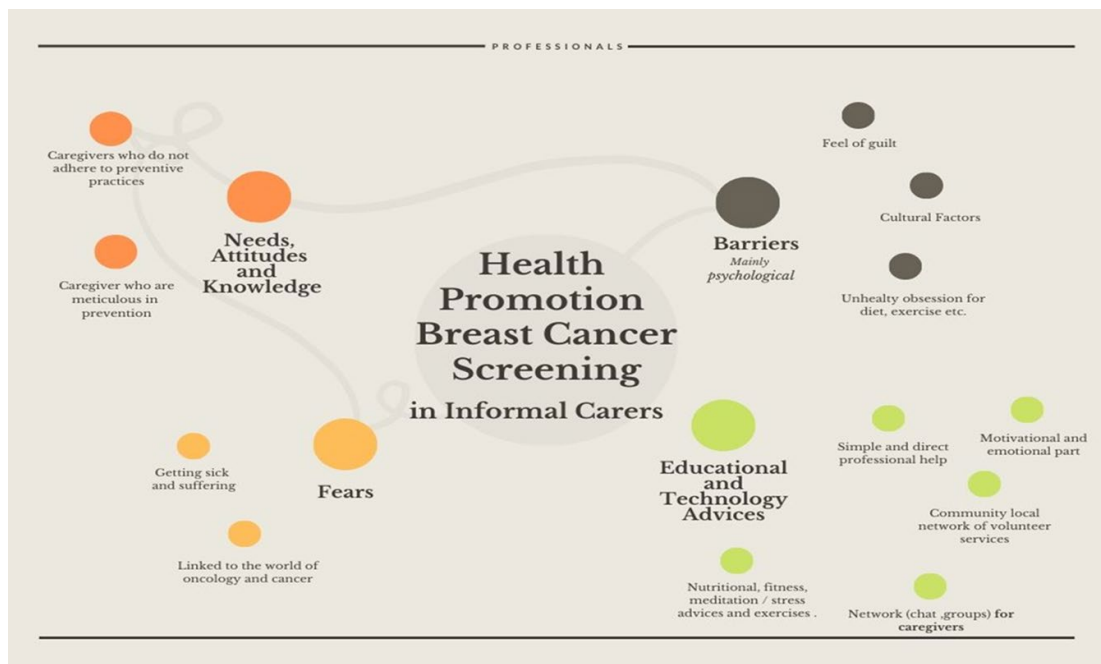 PROFESSIONALS
Caregivers who do not
adhere to preventive
practices
Caregiver who are
meticulous in
prevention
Needs,
Attitudes
and
Knowledge
Health
Promotion
Breast Cancer
Screening
in Informal Carers
Barriers
Mainly
psychological
Feel of guilt
Cultural Factors
Unhealty obsession for
diet, exercise etc.
Getting sick
and suffering
Fears
Linked to the world of
oncology and cancer
Educational
and
Technology
Advices
Simple and direct
professional help
Motivational and
emotional part
Community local
network of volunteer
services
Nutritional, fitness,
meditation / stress
advices and exercises .
Network (chat ,groups) for
caregivers